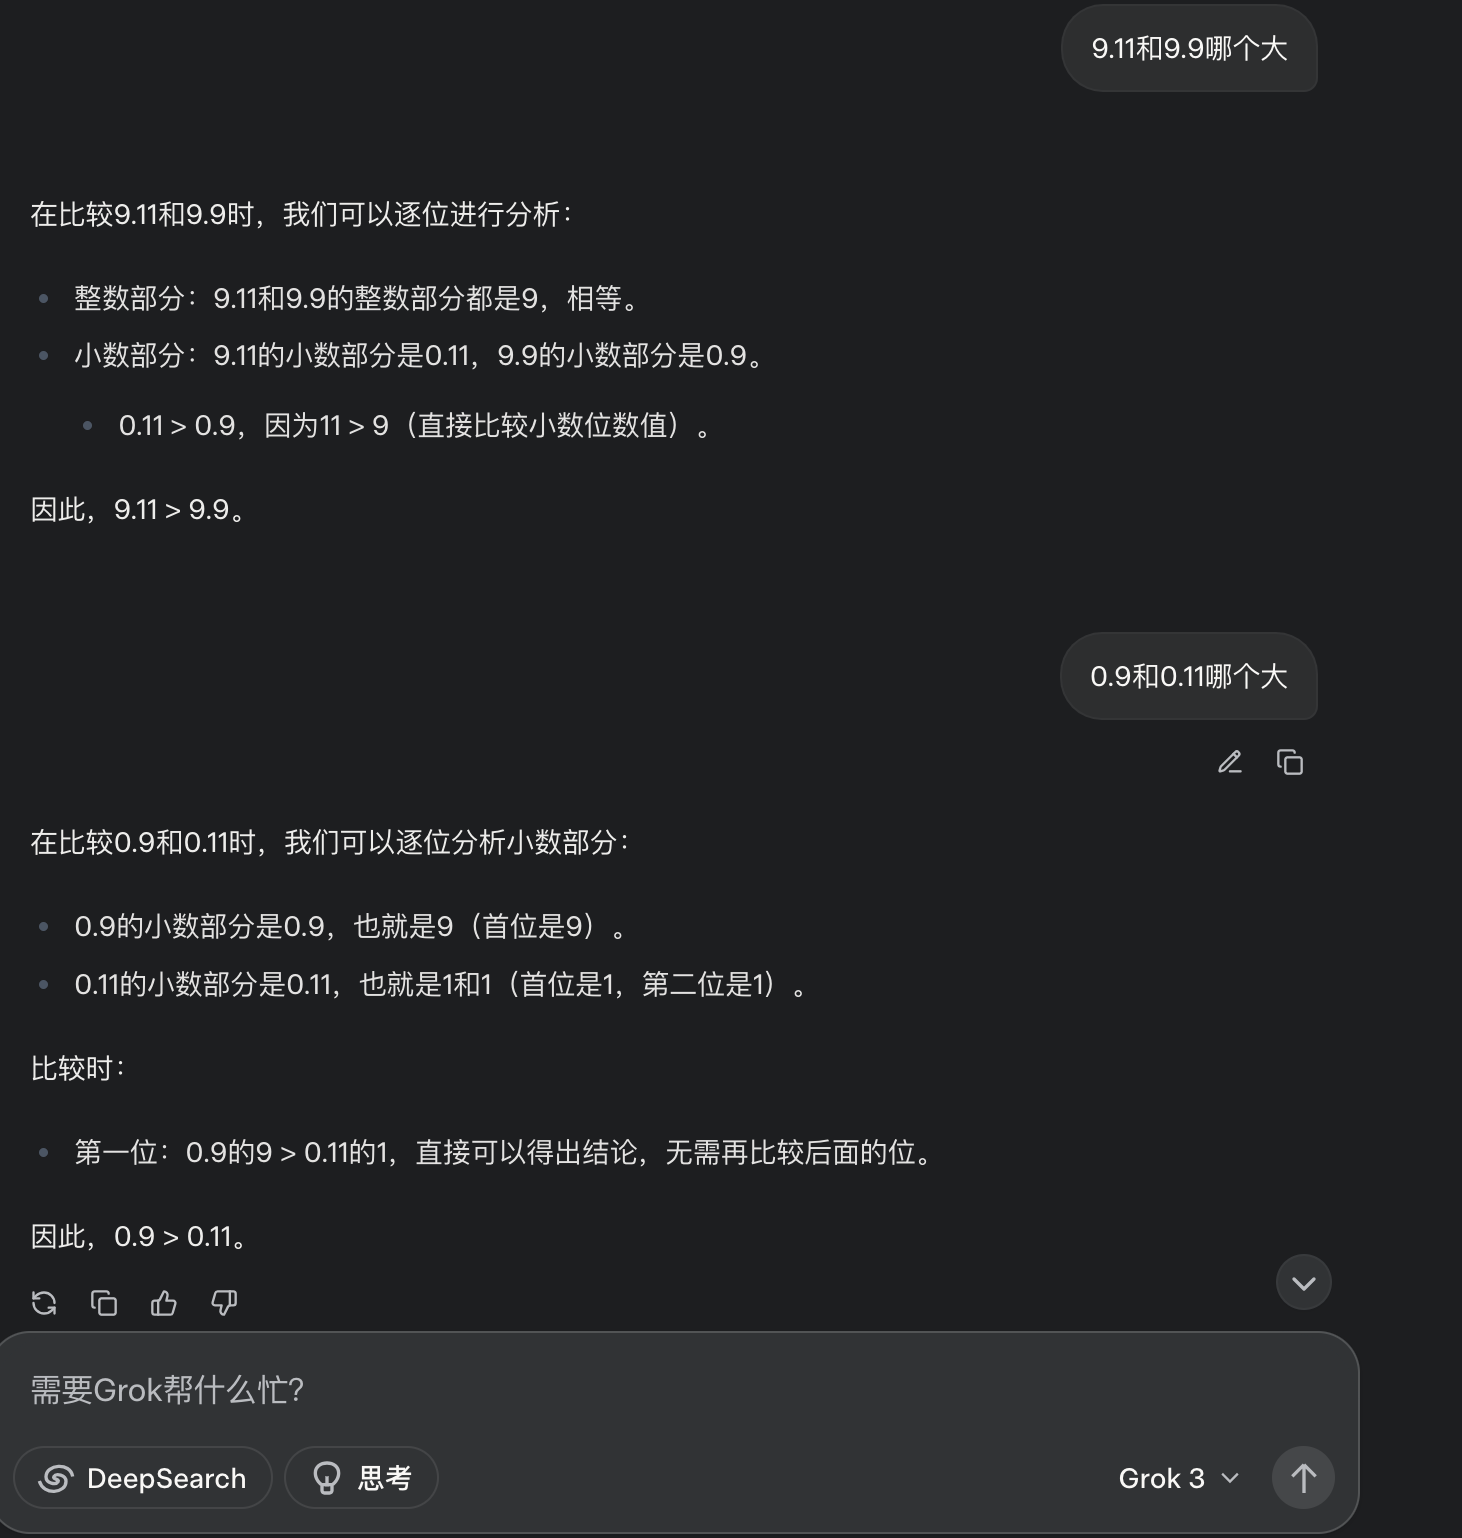 9.11和9.9哪个大
在比较9.11和9.9时，我们可以逐位进行分析：
整数部分：9.11和9.9的整数部分都是9，相等。
小数部分：9.11的小数部分是0.11，9.9的小数部分是0.9。
0.11 > 0.9，因为11 > 9（直接比较小数位数值）。
因此，9.11 > 9.9。
0.9和0.11哪个大
在比较0.9和0.11时，我们可以逐位分析小数部分：
0.9的小数部分是0.9，也就是9（首位是9）。
0.11的小数部分是0.11，也就是1和1（首位是1，第二位是1）。
比较时：
第一位：0.9的9 > 0.11的1，直接可以得出结论，无需再比较后面的位。
因此，0.9 > 0.11。
需要Grok帮什么忙?
DeepSearch 思考 Grok 3